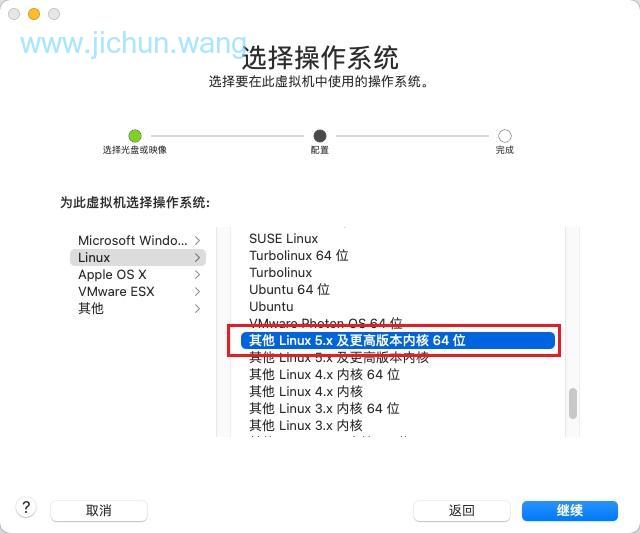 www.jichun.wang
选择操作系统
选择要在此虚拟机中使用的操作系统。
选择光盘或映像
配置
完成
为此虚拟机选择操作系统:
Microsoft Windo...
Linux
Apple OS X
VMware ESX
其他
SUSE Linux
Turbolinux 64 位
Turbolinux
Ubuntu 64 位
Ubuntu
VMware Photon OS 64 位
其他 Linux 5.x 及更高版本内核 64 位
其他 Linux 5.x 及更高版本内核
其他 Linux 4.x 内核 64 位
其他 Linux 4.x 内核
其他 Linux 3.x 内核 64 位
其他 Linux 3.x 内核
?
取消
返回
继续